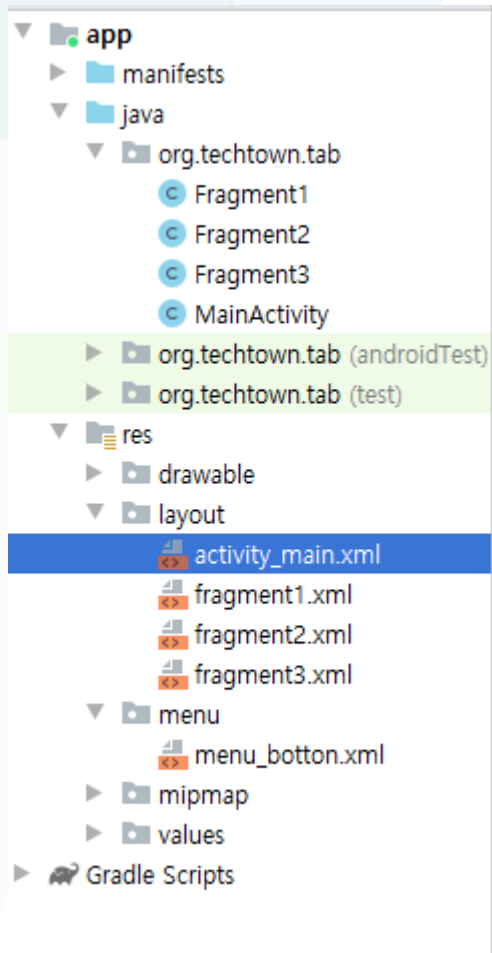 app
manifests
java
org.techtown.tab
C Fragment1
C Fragment2
C Fragment3
C MainActivity
org.techtown.tab (androidTest)
org.techtown.tab (test)
res
drawable
layout
activity_main.xml
fragment1.xml
fragment2.xml
fragment3.xml
menu
menu_botton.xml
mipmap
values
Gradle Scripts